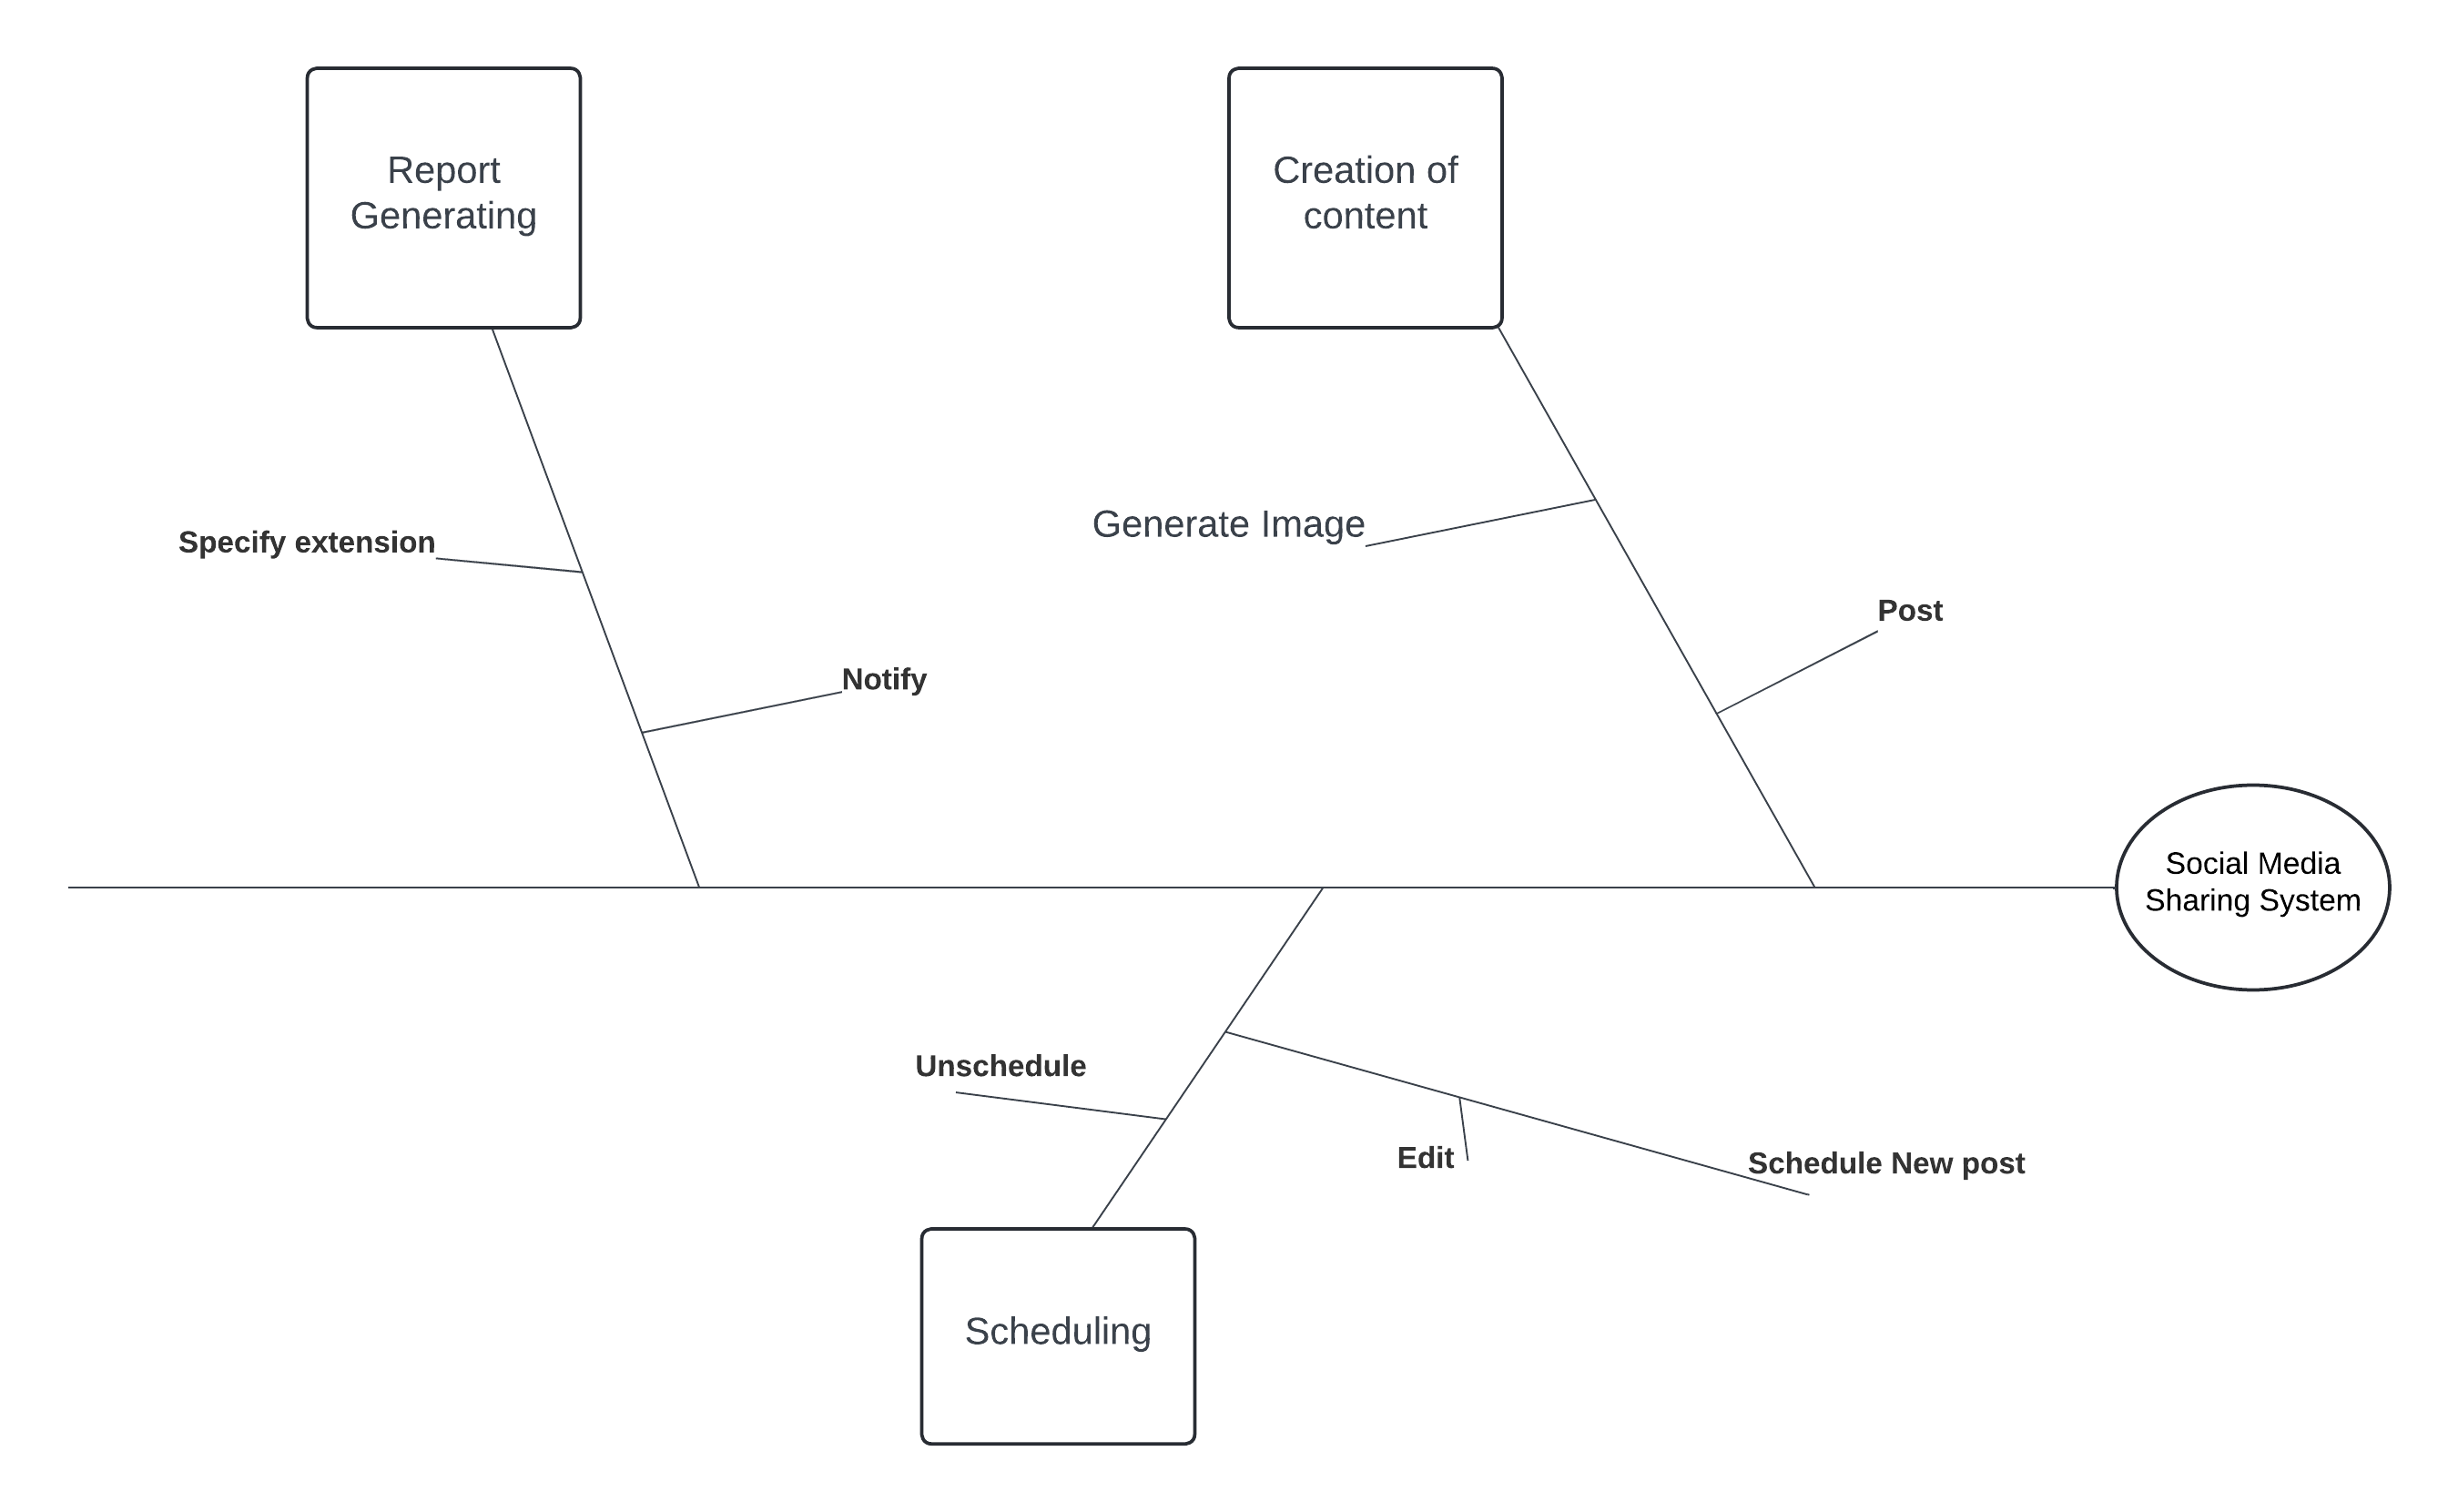 Report
Generating
Creation of
content
Generate Image
Specify extension
Post
Notify
Social Media
Sharing System
Unschedule
Edit
Schedule New post
Scheduling